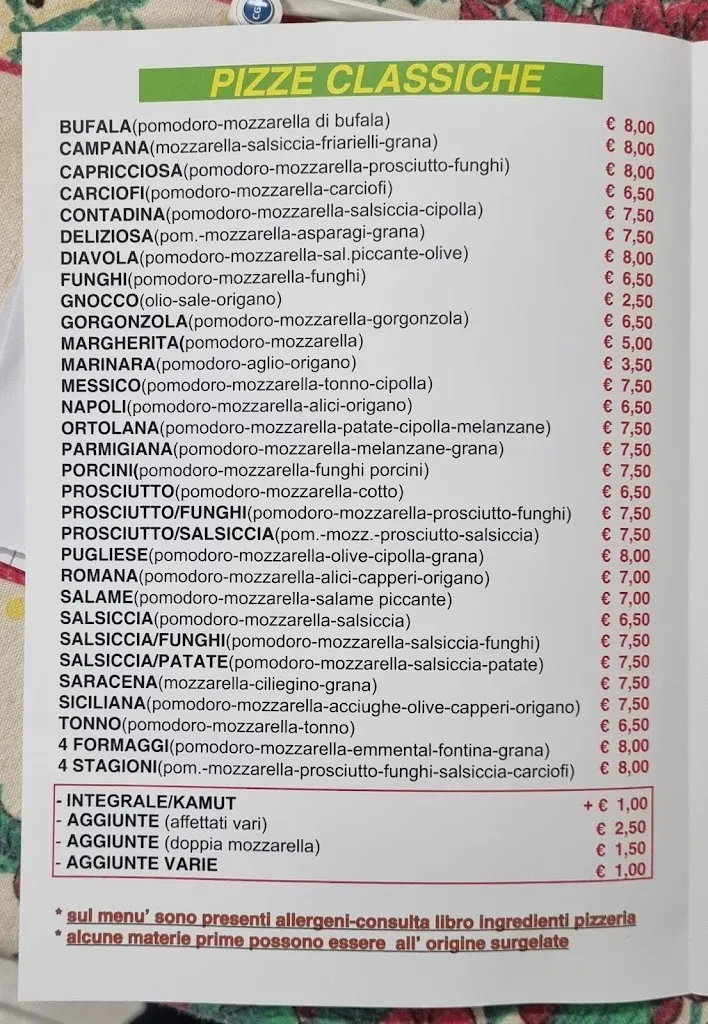 CG
PIZZE CLASSICHE
BUFALA(pomodoro-mozzarella di bufala) € 8,00
CAMPANA(mozzarella-salsiccia-friarielli-grana) € 8,00
CAPRICCIOSA(pomodoro-mozzarella-prosciutto-funghi) € 8,00
CARCIOFI(pomodoro-mozzarella-carciofi) € 6,50
CONTADINA(pomodoro-mozzarella-salsiccia-cipolla) € 7,50
DELIZIOSA(pom.-mozzarella-asparagi-grana) € 7,50
DIAVOLA(pomodoro-mozzarella-sal.piccante-olive) € 8,00
FUNGHI(pomodoro-mozzarella-funghi) € 6,50
GNOCCO(olio-sale-origano) € 2,50
GORGONZOLA(pomodoro-mozzarella-gorgonzola) € 6,50
MARGHERITA(pomodoro-mozzarella) € 5,00
MARINARA(pomodoro-aglio-origano) € 3,50
MESSICO(pomodoro-mozzarella-tonno-cipolla) € 7,50
NAPOLI(pomodoro-mozzarella-alici-origano) € 6,50
ORTOLANA(pomodoro-mozzarella-patate-cipolla-melanzane) € 7,50
PARMIGIANA(pomodoro-mozzarella-melanzane-grana) € 7,50
PORCINI(pomodoro-mozzarella-funghi porcini) € 7,50
PROSCIUTTO(pomodoro-mozzarella-cotto) € 6,50
PROSCIUTTO/FUNGHI(pomodoro-mozzarella-prosciutto-funghi) € 7,50
PROSCIUTTO/SALSICCIA(pom.-mozz.-prosciutto-salsiccia) € 7,50
PUGLIESE(pomodoro-mozzarella-olive-cipolla-grana) € 8,00
ROMANA(pomodoro-mozzarella-alici-capperi-origano) € 7,00
SALAME(pomodoro-mozzarella-salame piccante) € 7,00
SALSICCIA(pomodoro-mozzarella-salsiccia) € 6,50
SALSICCIA/FUNGHI(pomodoro-mozzarella-salsiccia-funghi) € 7,50
SALSICCIA/PATATE(pomodoro-mozzarella-salsiccia-patate) € 7,50
SARACENA(mozzarella-ciliegino-grana) € 7,50
SICILIANA(pomodoro-mozzarella-acciughe-olive-capperi-origano) € 7,50
TONNO(pomodoro-mozzarella-tonno) € 6,50
4 FORMAGGI(pomodoro-mozzarella-emmental-fontina-grana) € 8,00
4 STAGIONI(pom.-mozzarella-prosciutto-funghi-salsiccia-carciofi) € 8,00
- INTEGRALE/KAMUT + € 1,00
- AGGIUNTE (affettati vari) € 2,50
- AGGIUNTE (doppia mozzarella) € 1,50
- AGGIUNTE VARIE € 1,00
* sul menu' sono presenti allergeni-consulta libro ingredienti pizzeria
* alcune materie prime possono essere all' origine surgelate